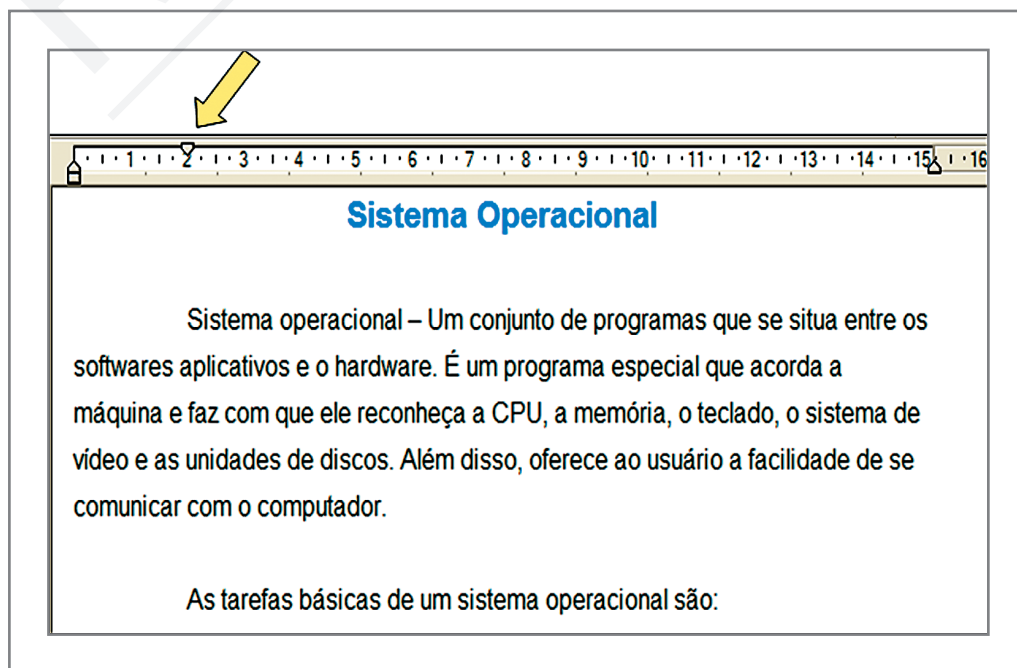 1 2 3 4 5 6 7 8 9 10 11 12 13 14 15 16
Sistema Operacional
Sistema operacional – Um conjunto de programas que se situa entre os
softwares aplicativos e o hardware. É um programa especial que acorda a
máquina e faz com que ele reconheça a CPU, a memória, o teclado, o sistema de
vídeo e as unidades de discos. Além disso, oferece ao usuário a facilidade de se
comunicar com o computador.
As tarefas básicas de um sistema operacional são: